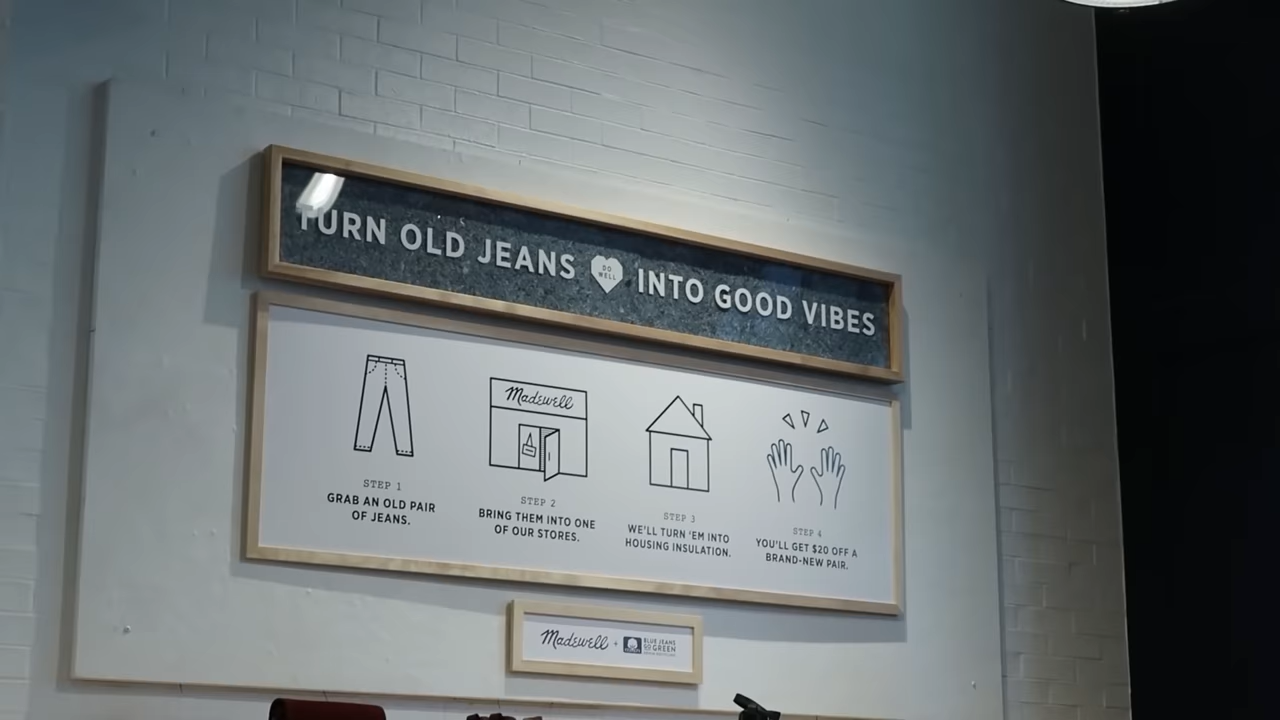 TURN OLD JEANS DO WELL INTO GOOD VIBES
Madewell
STEP 1
GRAB AN OLD PAIR
OF JEANS.
STEP 2
BRING THEM INTO ONE
OF OUR STORES.
STEP 3
WE'LL TURN 'EM INTO
HOUSING INSULATION.
STEP 4
YOU'LL GET $20 OFF A
BRAND-NEW PAIR.
Madewell + BLUE JEANS
GO GREEN